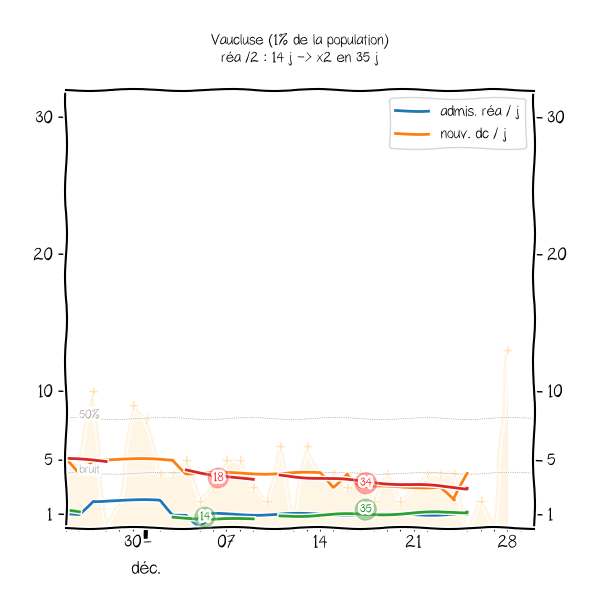 Vaucluse (1% de la population)
réa /2 : 14 j -> x2 en 35 j
admis. réa / j
nouv. dc / j
30 30
20 20
10 10
50%
5 5
bruit
18 34
35
14
1 1
30 07 14 21 28
déc.